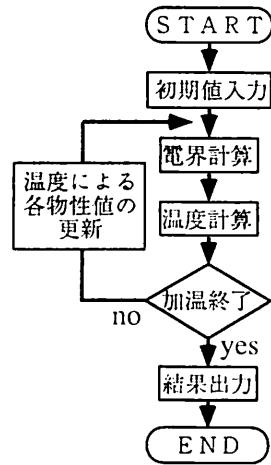 START
初期値入力
電界計算
温度による
各物性値の
更新
温度計算
加温終了
no
yes
結果出力
END